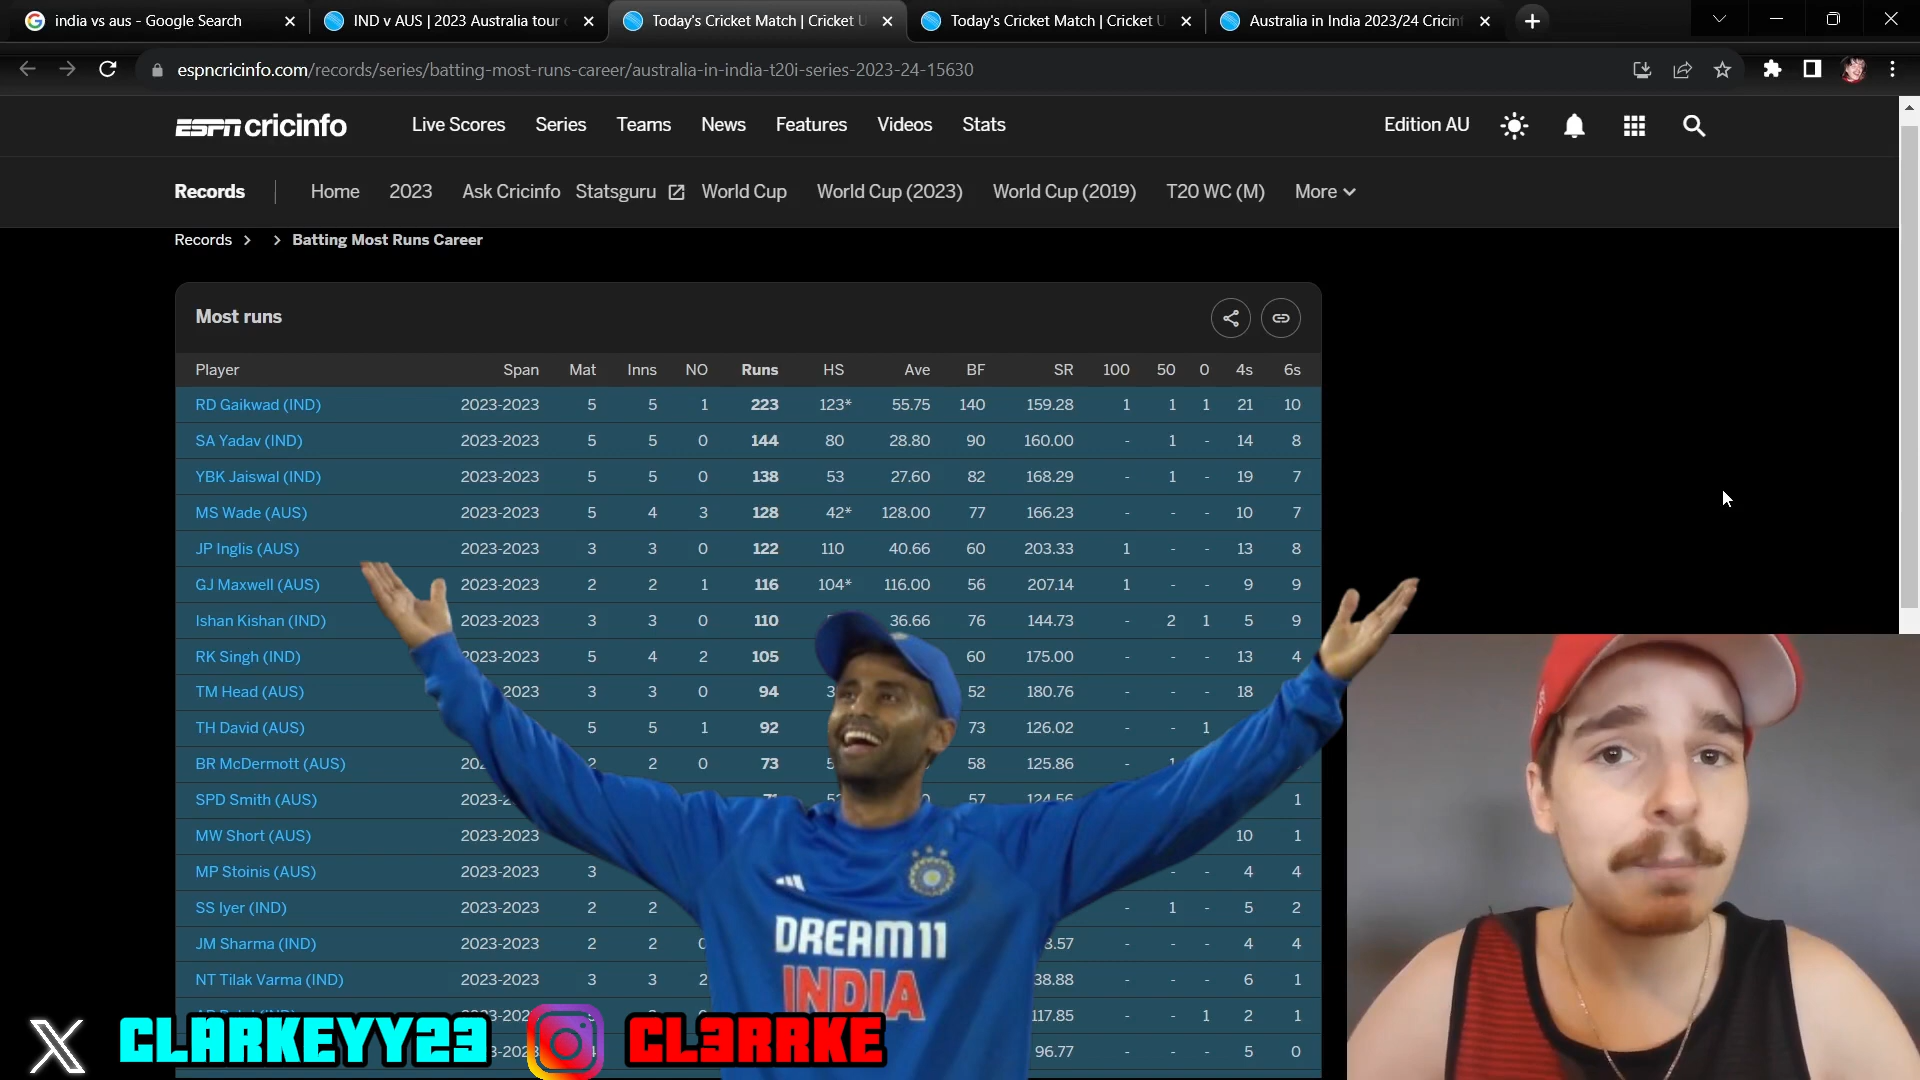 india vs aus - Google Search
IND v AUS | 2023 Australia tour
Today's Cricket Match | Cricket U
Today's Cricket Match | Cricket U
Australia in India 2023/24 Cricinf
espncricinfo.com/records/series/batting-most-runs-career/australia-in-india-t20i-series-2023-24-15630
ESPN cricinfo Live Scores Series Teams News Features Videos Stats Edition AU
Records Home 2023 Ask Cricinfo Statsguru World Cup World Cup (2023) World Cup (2019) T20 WC (M) More
Records > > Batting Most Runs Career
Most runs
Player Span Mat Inns NO Runs HS Ave BF SR 100 50 0 4s 6s
RD Gaikwad (IND) 2023-2023 5 5 1 223 123* 55.75 140 159.28 1 1 1 21 10
SA Yadav (IND) 2023-2023 5 5 0 144 80 28.80 90 160.00 - 1 - 14 8
YBK Jaiswal (IND) 2023-2023 5 5 0 138 53 27.60 82 168.29 - 1 - 19 7
MS Wade (AUS) 2023-2023 5 4 3 128 42* 128.00 77 166.23 - - - 10 7
JP Inglis (AUS) 2023-2023 3 3 0 122 110 40.66 60 203.33 1 - - 13 8
GJ Maxwell (AUS) 2023-2023 2 2 1 116 104* 116.00 56 207.14 1 - - 9 9
Ishan Kishan (IND) 2023-2023 3 3 0 110 36.66 76 144.73 - 2 1 5 9
RK Singh (IND) 2023-2023 5 4 2 105 60 175.00 - - - 13 4
TM Head (AUS) 2023 3 3 0 94 52 180.76 - - - 18
TH David (AUS) 5 5 1 92 73 126.02 - - 1
BR McDermott (AUS) 2 2 0 73 58 125.86 -
SPD Smith (AUS) 2023-2 57 124.56 1
MW Short (AUS) 2023-2023 10 1
MP Stoinis (AUS) 2023-2023 3 - - 4 4
SS Iyer (IND) 2023-2023 2 2 - 1 - 5 2
JM Sharma (IND) 2023-2023 2 2 3.57 - - - 4 4
NT Tilak Varma (IND) 2023-2023 3 3 2 38.88 - - - 6 1
117.85 - 1 2 1
96.77 - - - 5 0
DREAM11
INDIA
CLARKEYY23
CL3RRKE